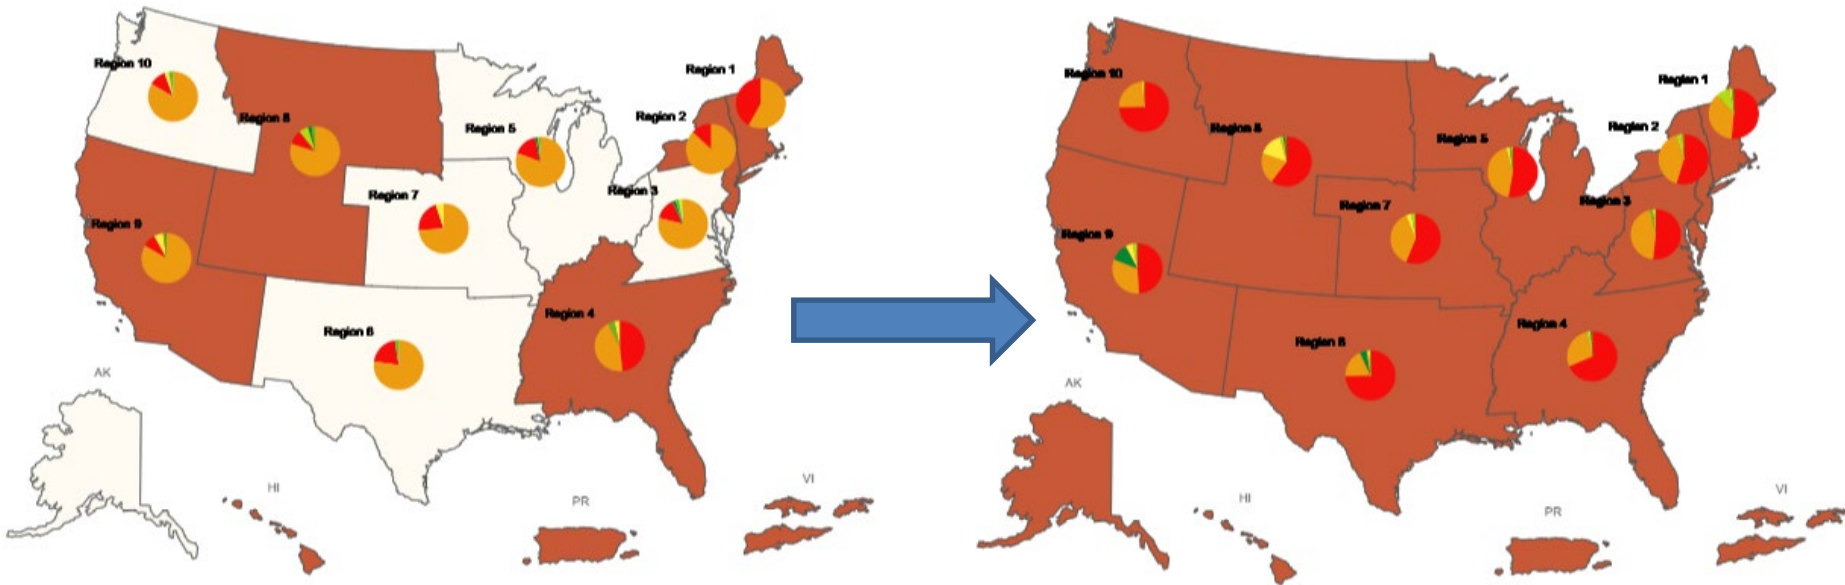 Region 10
Region 1
Region 8
Region 2
Region 5
Region 3
Region 7
Region 9
Region 4
Region 6
AK
HI
PR
VI
Region 10
Region 1
Region 8
Region 2
Region 5
Region 3
Region 7
Region 9
Region 4
Region 6
AK
HI
PR
VI